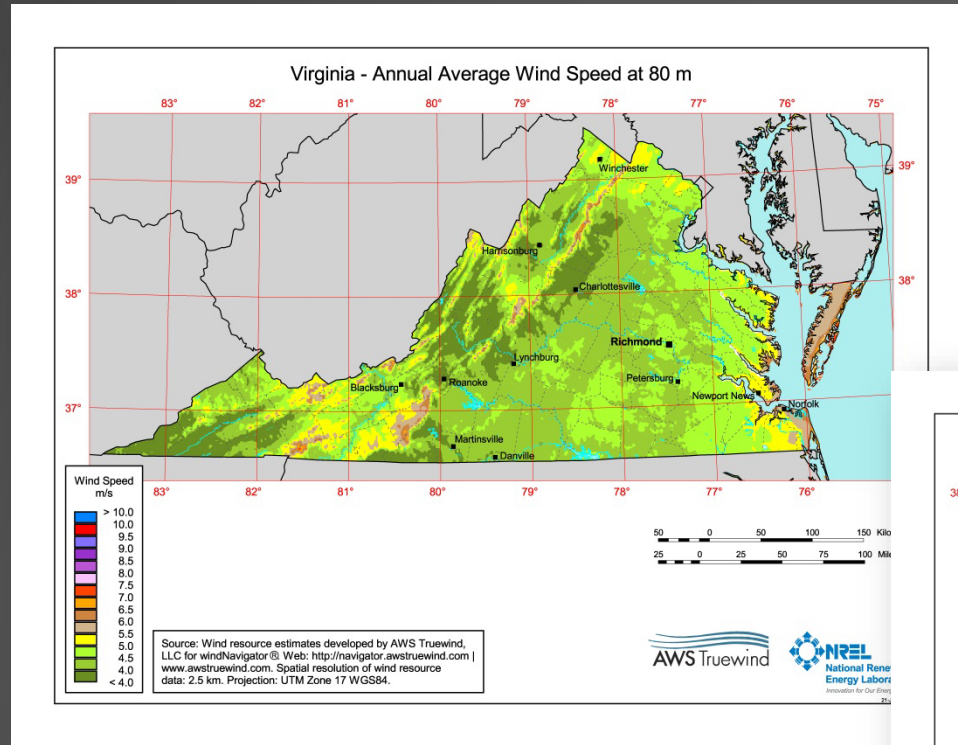 Virginia - Annual Average Wind Speed at 80 m
83° 82° 81° 80° 79° 78° 77° 76° 75°
39° 39°
Winchester
Harrisonburg
38° 38°
Charlottesville
Richmond
Lynchburg
Blacksburg Roanoke Petersburg
Newport News
37° Norfolk
Martinsville
Danville
83° 82° 81° 80° 79° 78° 77° 76°
Wind Speed
m/s
> 10.0
10.0
9.5
9.0
8.5
8.0
7.5
7.0
6.5
6.0
5.5
5.0
4.5
4.0
< 4.0
50 0 50 100 150
25 0 25 50 75 100
Source: Wind resource estimates developed by AWS Truewind,
LLC for windNavigator®. Web: http://navigator.awstruewind.com |
www.awstruewind.com. Spatial resolution of wind resource
data: 2.5 km. Projection: UTM Zone 17 WGS84.
AWS Truewind
NREL
National
Energy
Innovation for Our